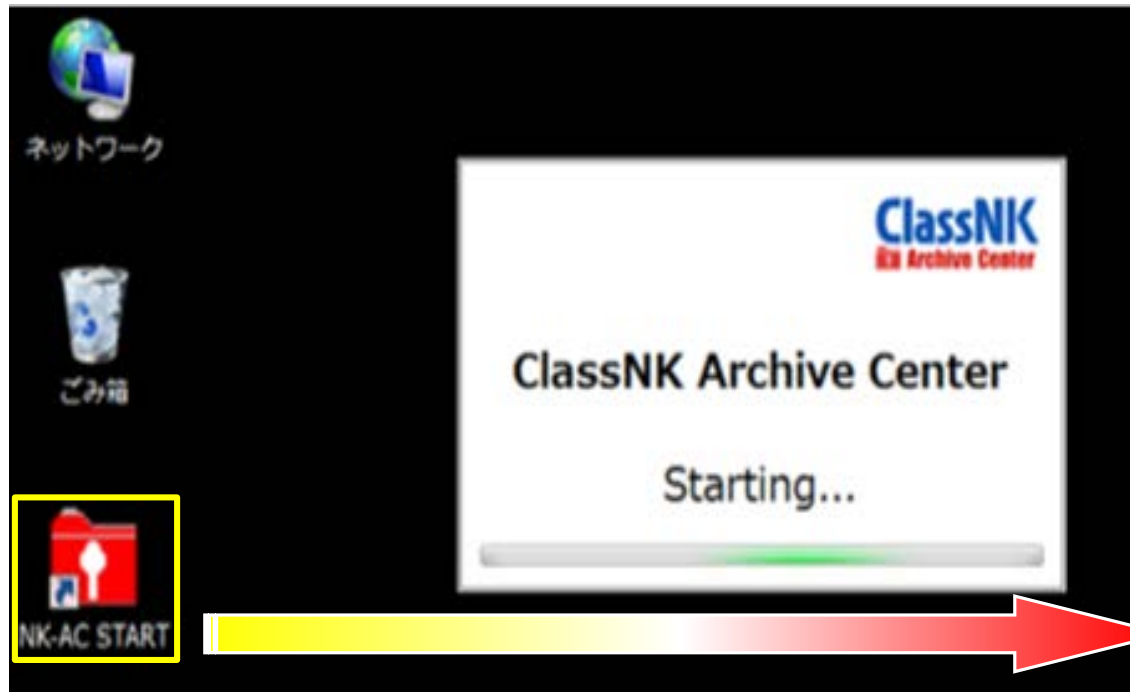 ネットワーク
ごみ箱
NK-AC START
ClassNK
Archive Center
ClassNK Archive Center
Starting...